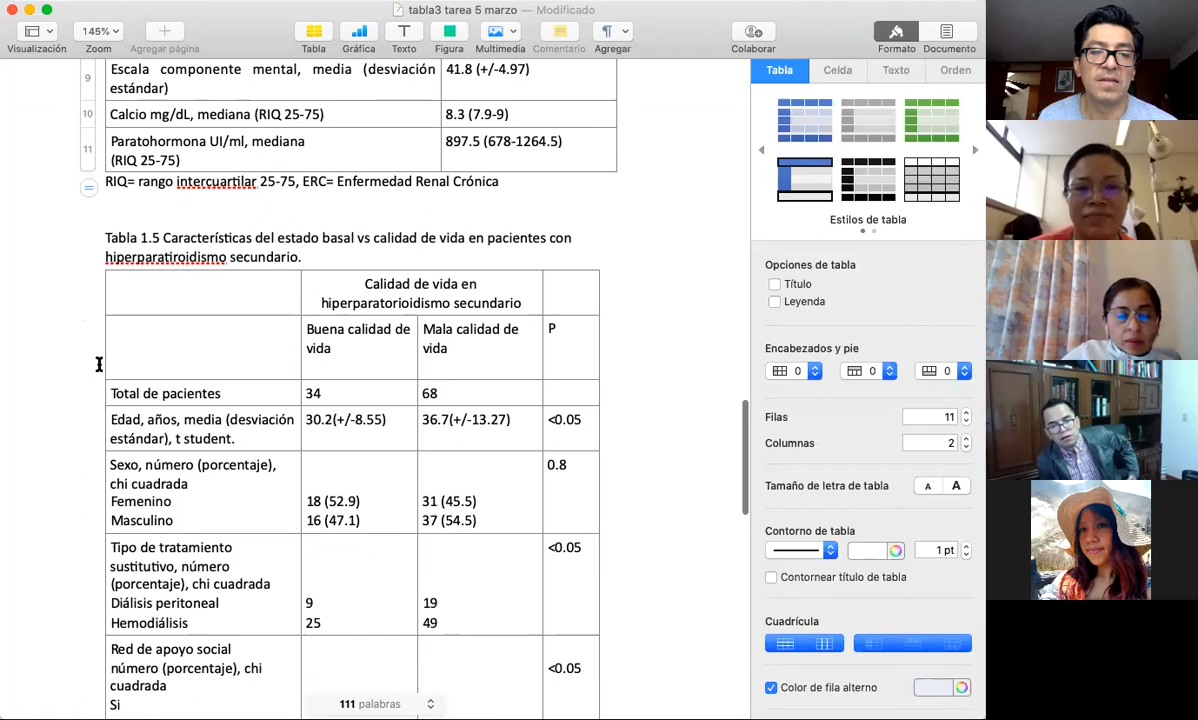 tabla3 tarea 5 marzo — Modificado
145%
Visualización Zoom Agregar página Tabla Gráfica Texto Figura Multimedia Comentario Agregar Colaborar Formato Documento
Tabla Celda Texto Orden
9 Escala componente mental, media (desviación 41.8 (+/-4.97)
estándar)
10 Calcio mg/dL, mediana (RIQ 25-75) 8.3 (7.9-9)
11 Paratohormona UI/ml, mediana 897.5 (678-1264.5)
(RIQ 25-75)
RIQ= rango intercuartilar 25-75, ERC= Enfermedad Renal Crónica
Tabla 1.5 Características del estado basal vs calidad de vida en pacientes con
hiperparatiroidismo secundario.
Calidad de vida en
hiperparatorioidismo secundario
Buena calidad de Mala calidad de P
vida vida
Total de pacientes 34 68
Edad, años, media (desviación 30.2(+/-8.55) 36.7(+/-13.27) <0.05
estándar), t student.
Sexo, número (porcentaje), 0.8
chi cuadrada
Femenino 18 (52.9) 31 (45.5)
Masculino 16 (47.1) 37 (54.5)
Tipo de tratamiento <0.05
sustitutivo, número
(porcentaje), chi cuadrada
Diálisis peritoneal 9 19
Hemodiálisis 25 49
Red de apoyo social
número (porcentaje), chi <0.05
cuadrada
Si
111 palabras
Estilos de tabla
Opciones de tabla
Título
Leyenda
Encabezados y pie
0 0 0
Filas 11
Columnas 2
Tamaño de letra de tabla A A
Contorno de tabla
1 pt
Contornear título de tabla
Cuadrícula
Color de fila alterno